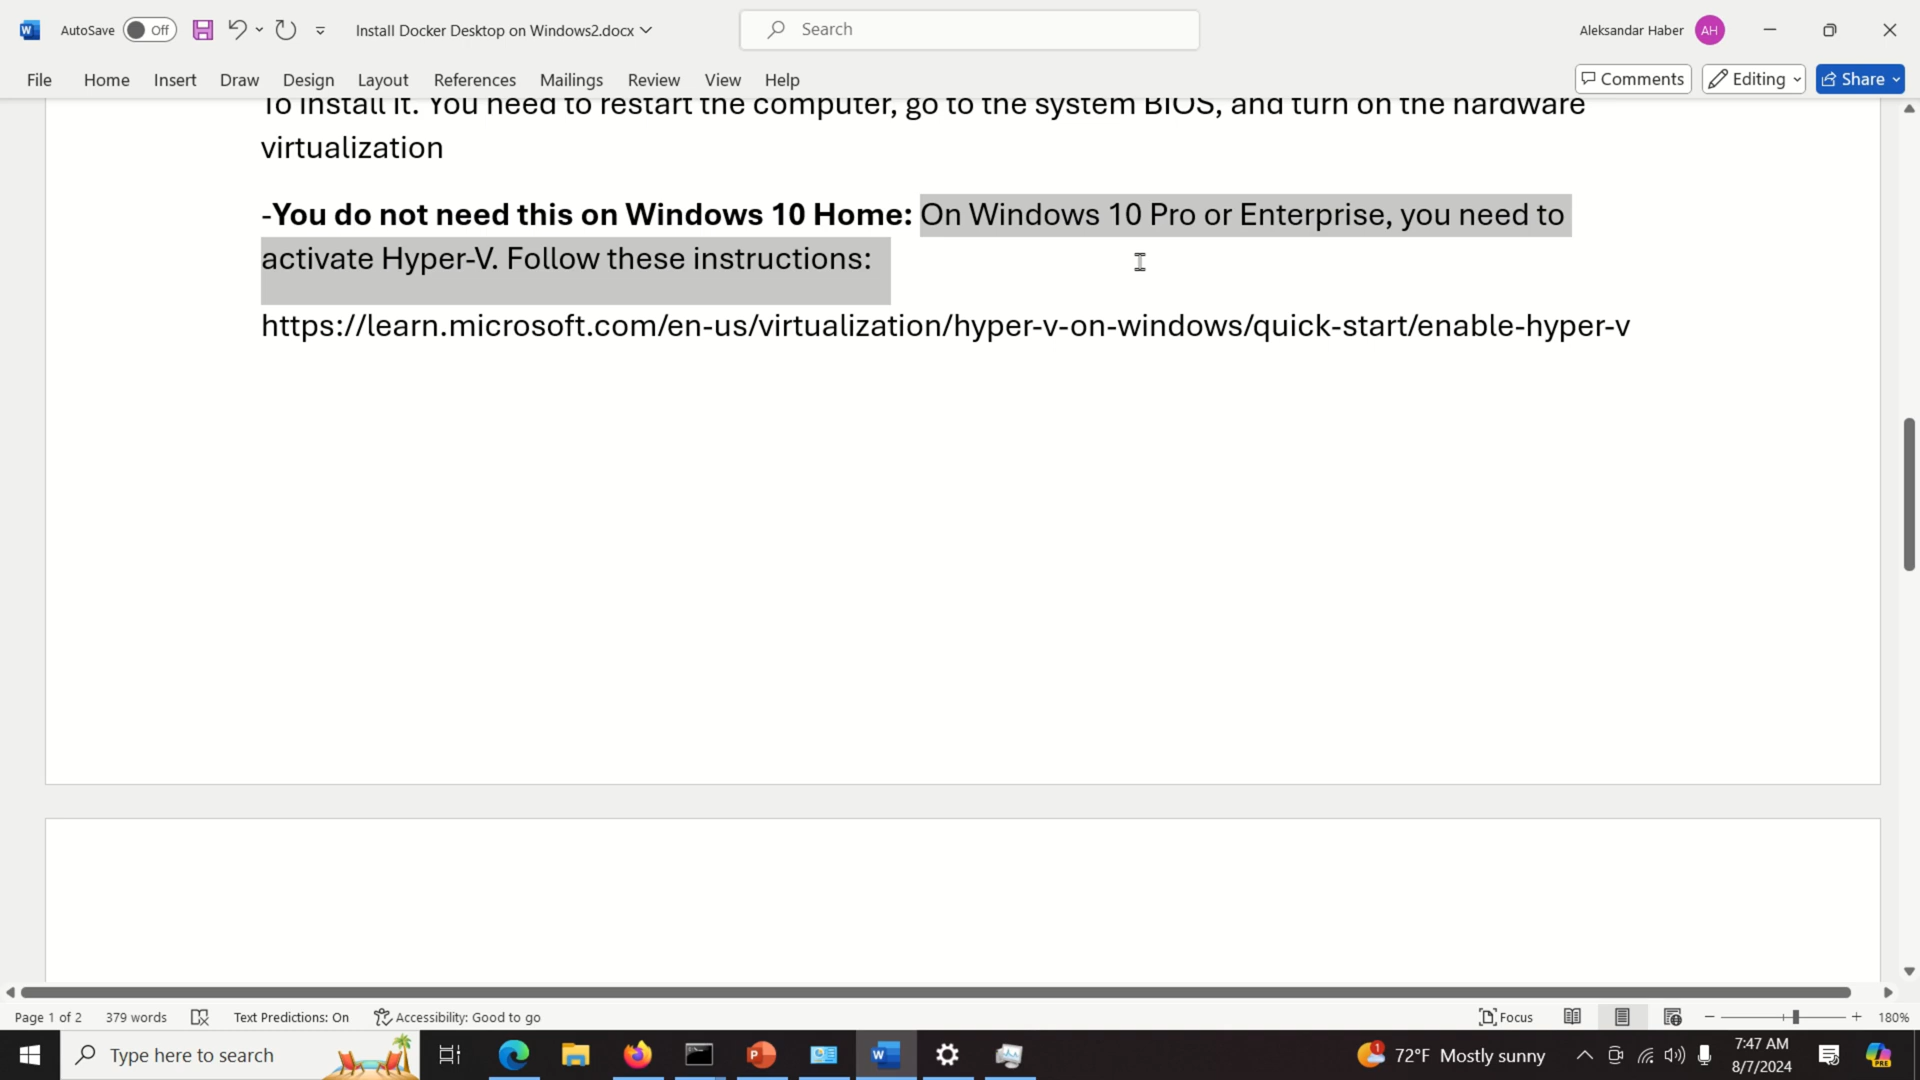 AutoSave Off Install Docker Desktop on Windows2.docx Search Aleksandar Haber AH
File Home Insert Draw Design Layout References Mailings Review View Help Comments Editing Share
To install it. You need to restart the computer, go to the system BIOS, and turn on the hardware
virtualization
-You do not need this on Windows 10 Home: On Windows 10 Pro or Enterprise, you need to
activate Hyper-V. Follow these instructions:
https://learn.microsoft.com/en-us/virtualization/hyper-v-on-windows/quick-start/enable-hyper-v
Page 1 of 2 379 words Text Predictions: On Accessibility: Good to go Focus 180%
Type here to search 1 72°F Mostly sunny 7:47 AM
8/7/2024